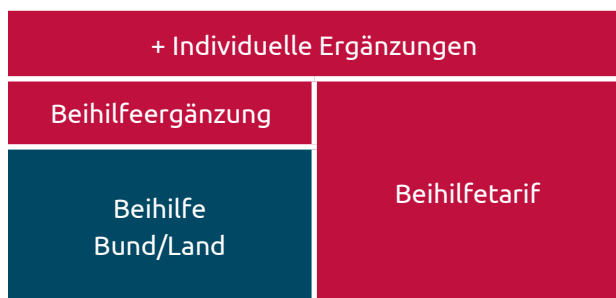 + Individuelle Ergänzungen
Beihilfeergänzung
Beihilfe
Bund/Land
Beihilfetarif